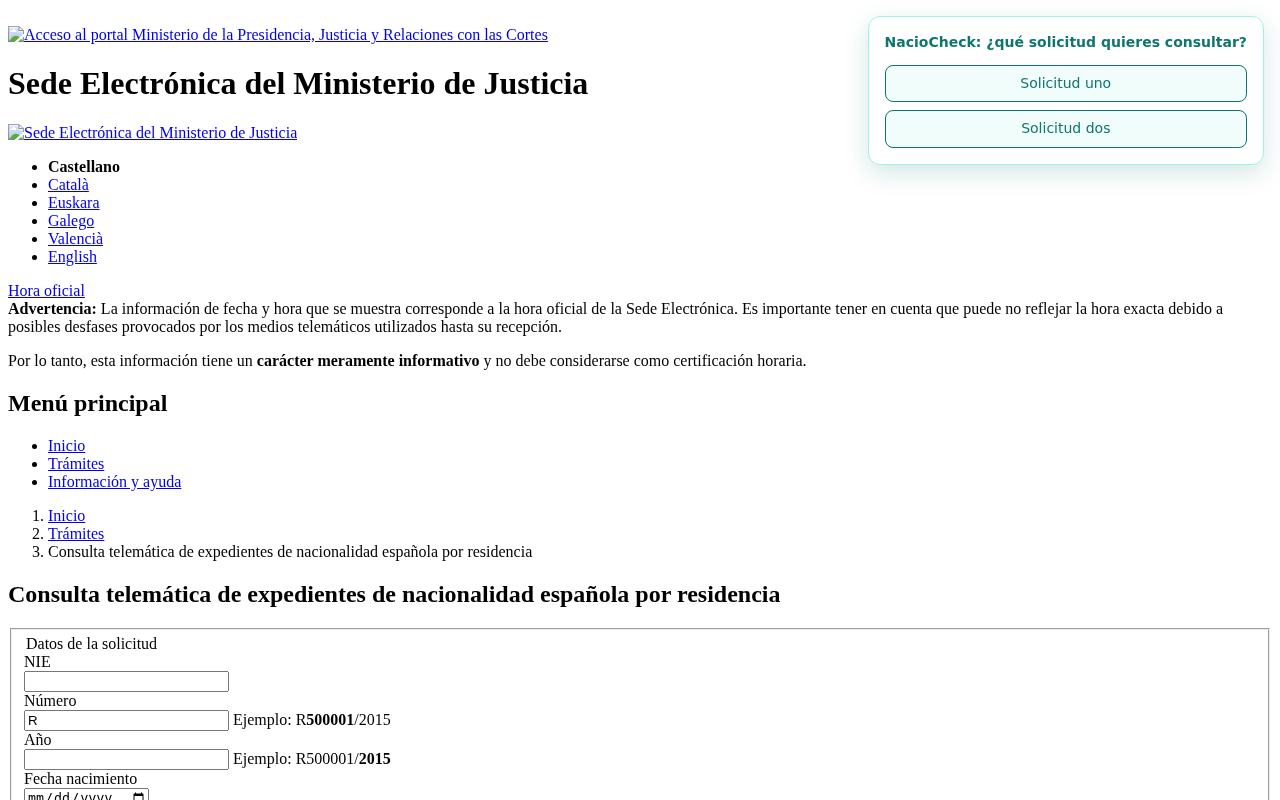 Acceso al portal Ministerio de la Presidencia, Justicia y Relaciones con las Cortes
NacioCheck: ¿qué solicitud quieres consultar?
Solicitud uno
Solicitud dos
Sede Electrónica del Ministerio de Justicia
Sede Electrónica del Ministerio de Justicia
Castellano
Català
Euskara
Galego
Valencià
English
Hora oficial
Advertencia: La información de fecha y hora que se muestra corresponde a la hora oficial de la Sede Electrónica. Es importante tener en cuenta que puede no reflejar la hora exacta debido a
posibles desfases provocados por los medios telemáticos utilizados hasta su recepción.
Por lo tanto, esta información tiene un carácter meramente informativo y no debe considerarse como certificación horaria.
Menú principal
Inicio
Trámites
Información y ayuda
1. Inicio
2. Trámites
3. Consulta telemática de expedientes de nacionalidad española por residencia
Consulta telemática de expedientes de nacionalidad española por residencia
Datos de la solicitud
NIE
Número
R Ejemplo: R500001/2015
Año
Ejemplo: R500001/2015
Fecha nacimiento
mm/dd/yyyy